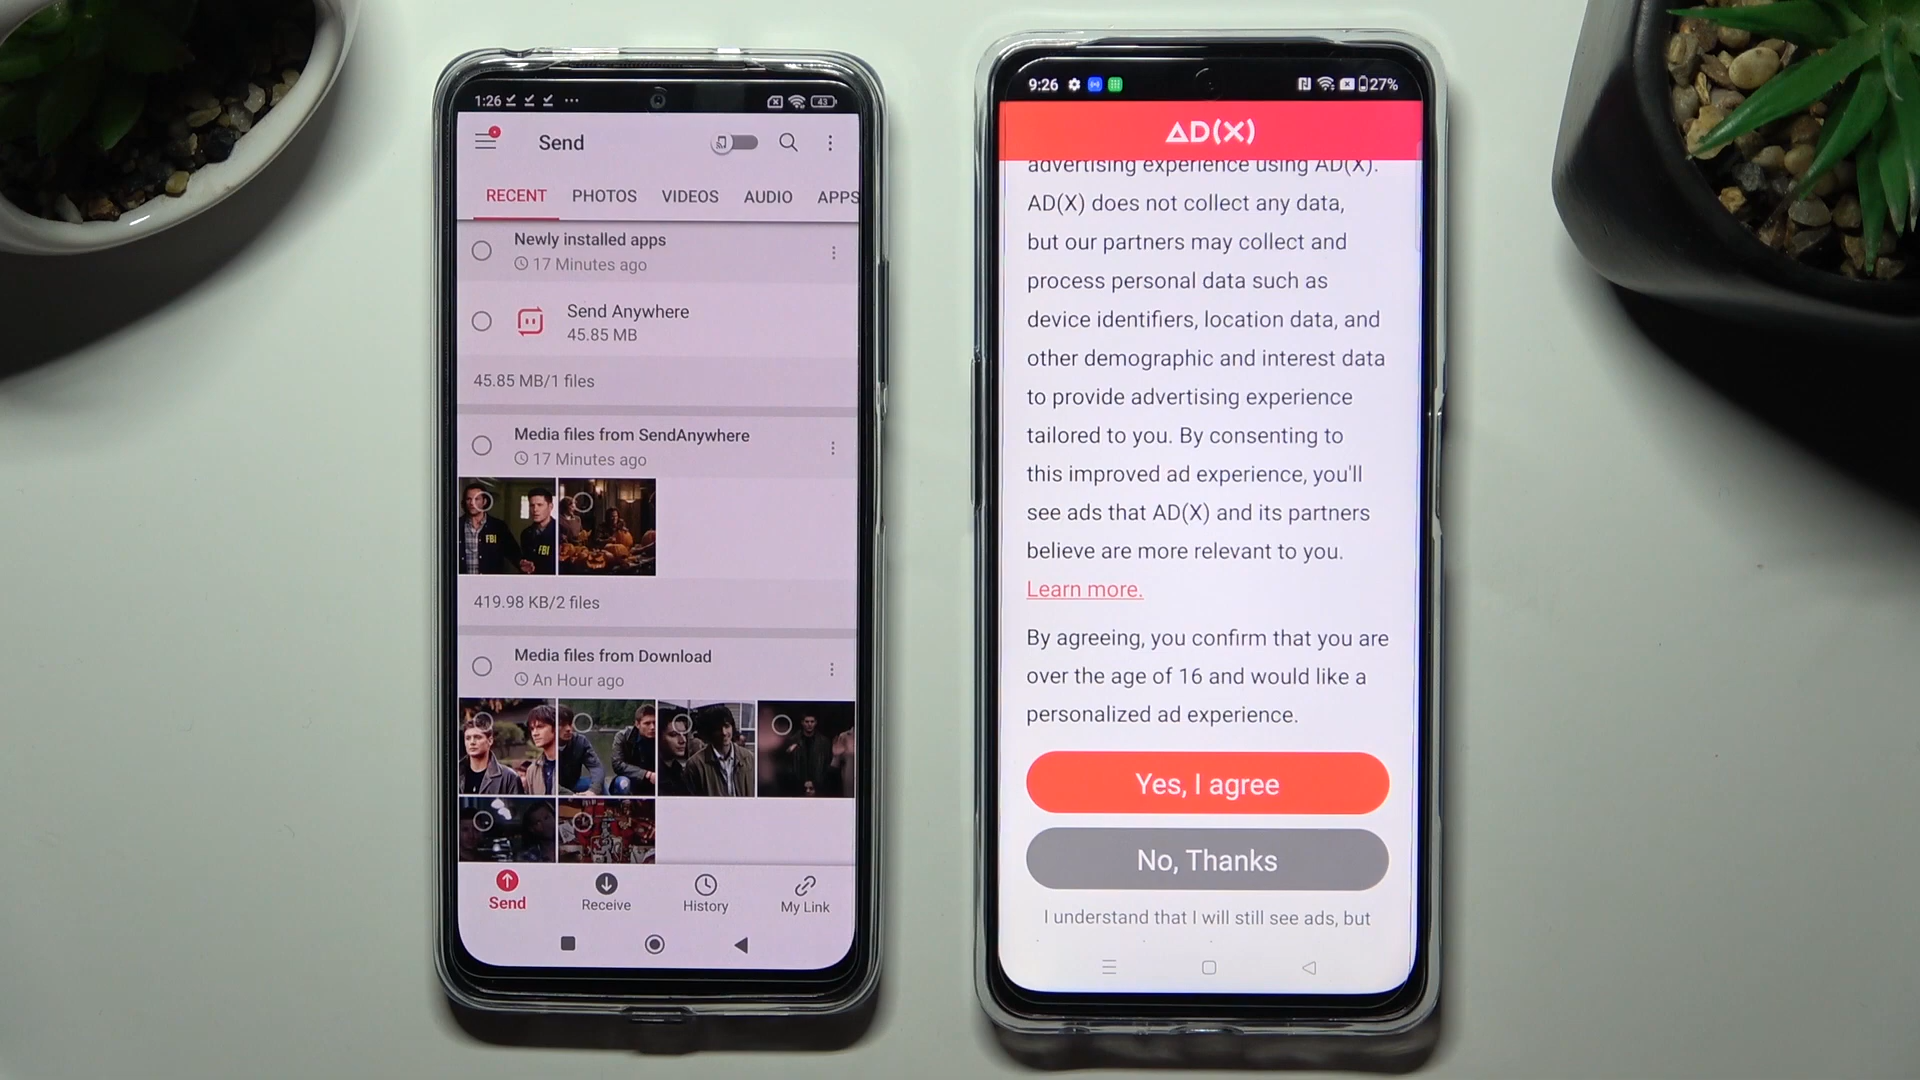 1:26
43
Send
RECENT PHOTOS VIDEOS AUDIO APPS
Newly installed apps
17 Minutes ago
Send Anywhere
45.85 MB
45.85 MB/1 files
Media files from SendAnywhere
17 Minutes ago
FBI
FBI
419.98 KB/2 files
Media files from Download
An Hour ago
Send Receive History My Link
9:26 27%
AD(X)
advertising experience using AD(X).
AD(X) does not collect any data,
but our partners may collect and
process personal data such as
device identifiers, location data, and
other demographic and interest data
to provide advertising experience
tailored to you. By consenting to
this improved ad experience, you'll
see ads that AD(X) and its partners
believe are more relevant to you.
Learn more.
By agreeing, you confirm that you are
over the age of 16 and would like a
personalized ad experience.
Yes, I agree
No, Thanks
I understand that I will still see ads, but